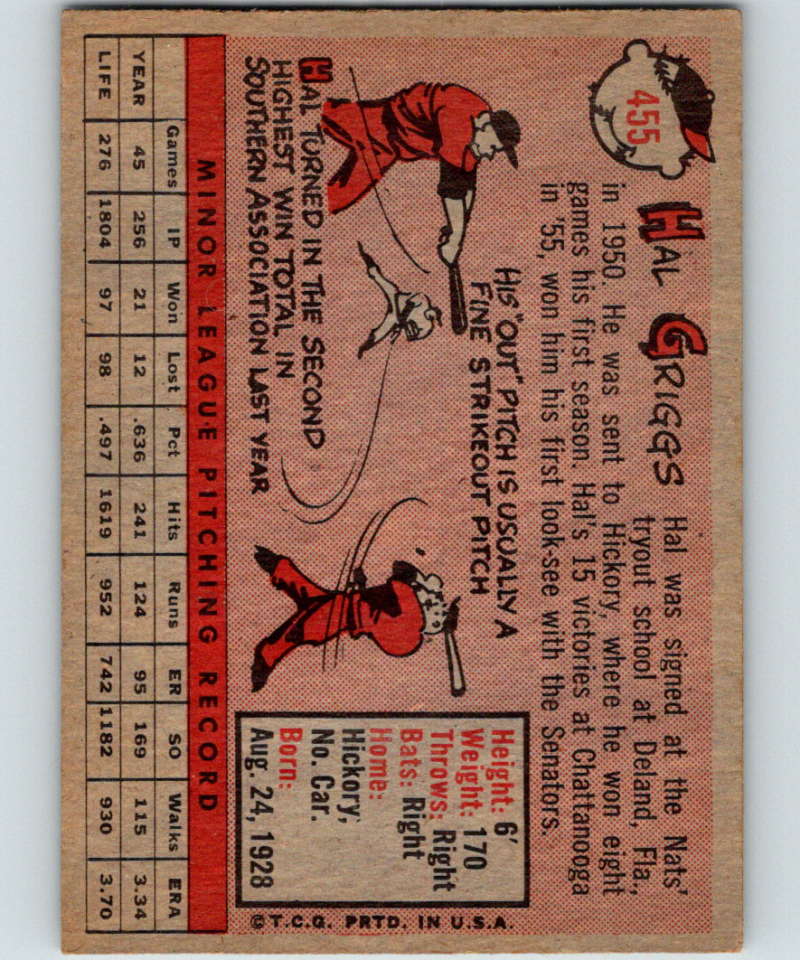 455
HAL GRIGGS
Hal was signed at the Nats'
tryout school at Deland, Fla.,
in 1950. He was sent to Hickory, where he won eight
games his first season. Hal's 15 victories at Chattanooga
in '55, won him his first look-see with the Senators.
HIS "OUT" PITCH IS USUALLY A
FINE STRIKEOUT PITCH
HAL TURNED IN THE SECOND
HIGHEST WIN TOTAL IN
SOUTHERN ASSOCIATION LAST YEAR
Height: 6'
Weight: 170
Throws: Right
Bats: Right
Home:
Hickory,
No. Car.
Born:
Aug. 24, 1928
©T.C.G. PRTD. IN U.S.A.
MINOR LEAGUE PITCHING RECORD
Games IP Won Lost Pct Hits Runs ER SO Walks ERA
YEAR 45 256 21 12 .636 241 124 95 169 115 3.34
LIFE 276 1804 97 98 .497 1619 952 742 1182 930 3.70